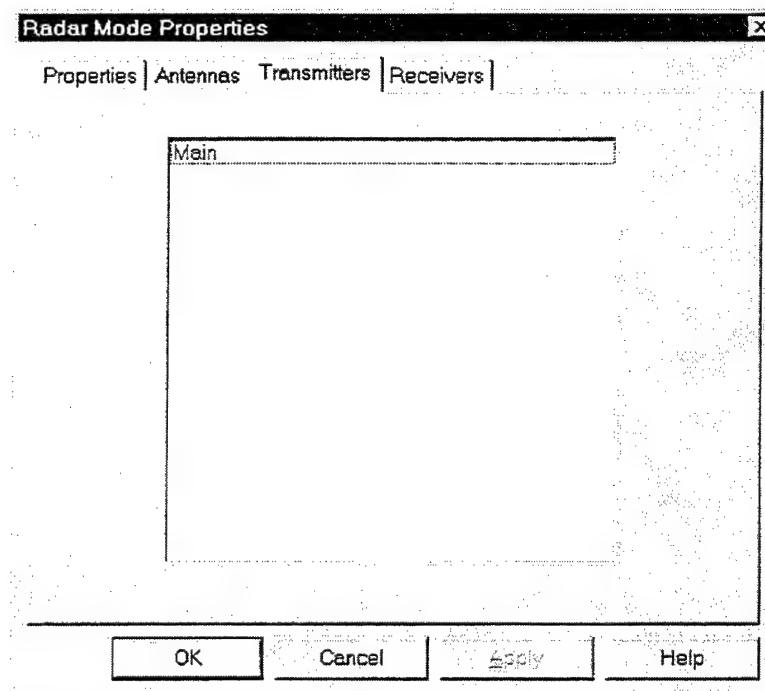 Radar Mode Properties
Properties Antennas Transmitters Receivers
Main
OK Cancel Apply Help